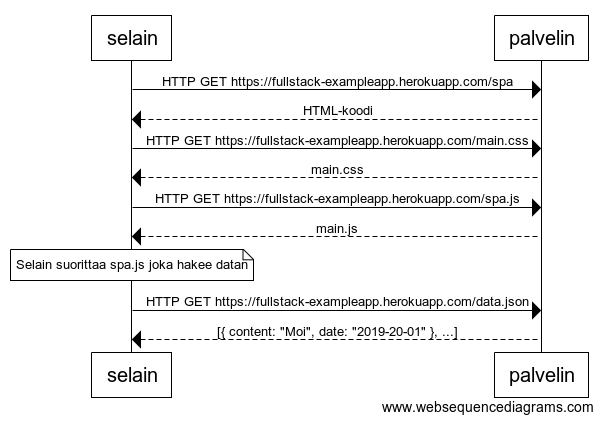 selain palvelin
HTTP GET https://fullstack-exampleapp.herokuapp.com/spa
HTML-koodi
HTTP GET https://fullstack-exampleapp.herokuapp.com/main.css
main.css
HTTP GET https://fullstack-exampleapp.herokuapp.com/spa.js
main.js
Selain suorittaa spa.js joka hakee datan
HTTP GET https://fullstack-exampleapp.herokuapp.com/data.json
[{ content: "Moi", date: "2019-20-01" }, ...]
selain palvelin
www.websequencediagrams.com